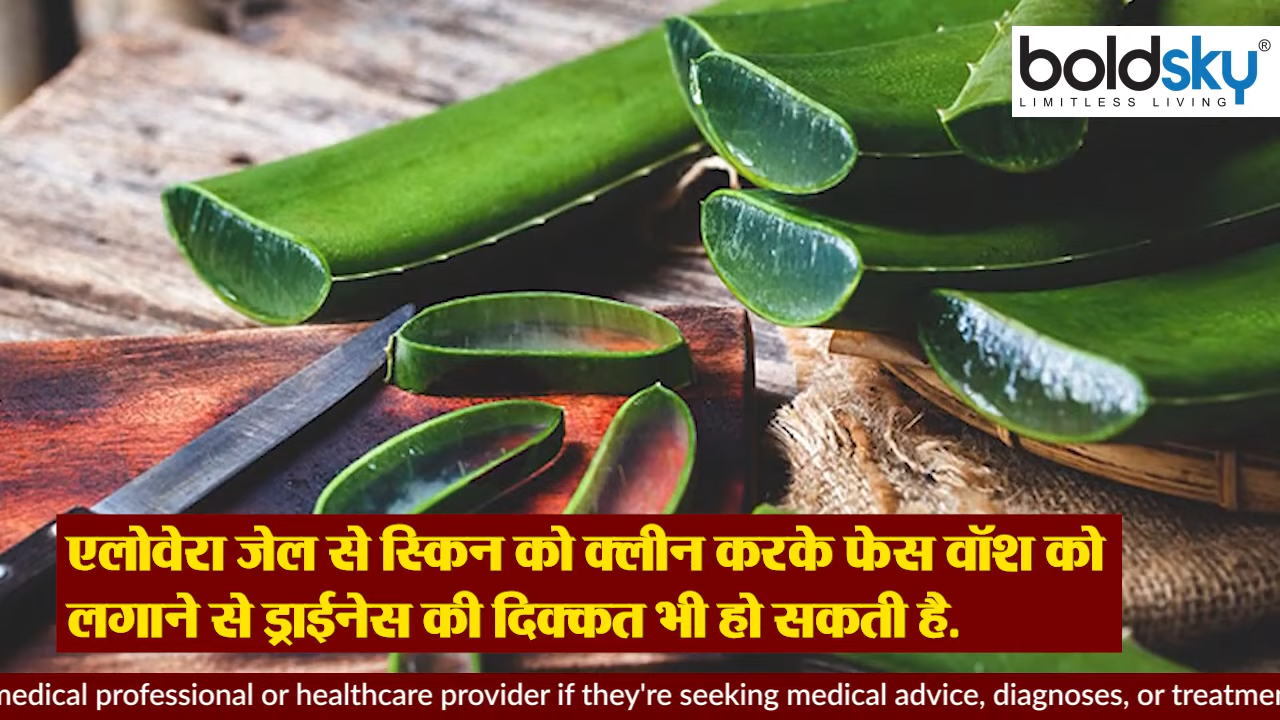 boldsky®
LIMITLESS LIVING
एलोवेरा जेल से स्किन को क्लीन करके फेस वॉश को
लगाने से ड्राईनेस की दिक्कत भी हो सकती है.
medical professional or healthcare provider if they're seeking medical advice, diagnoses, or